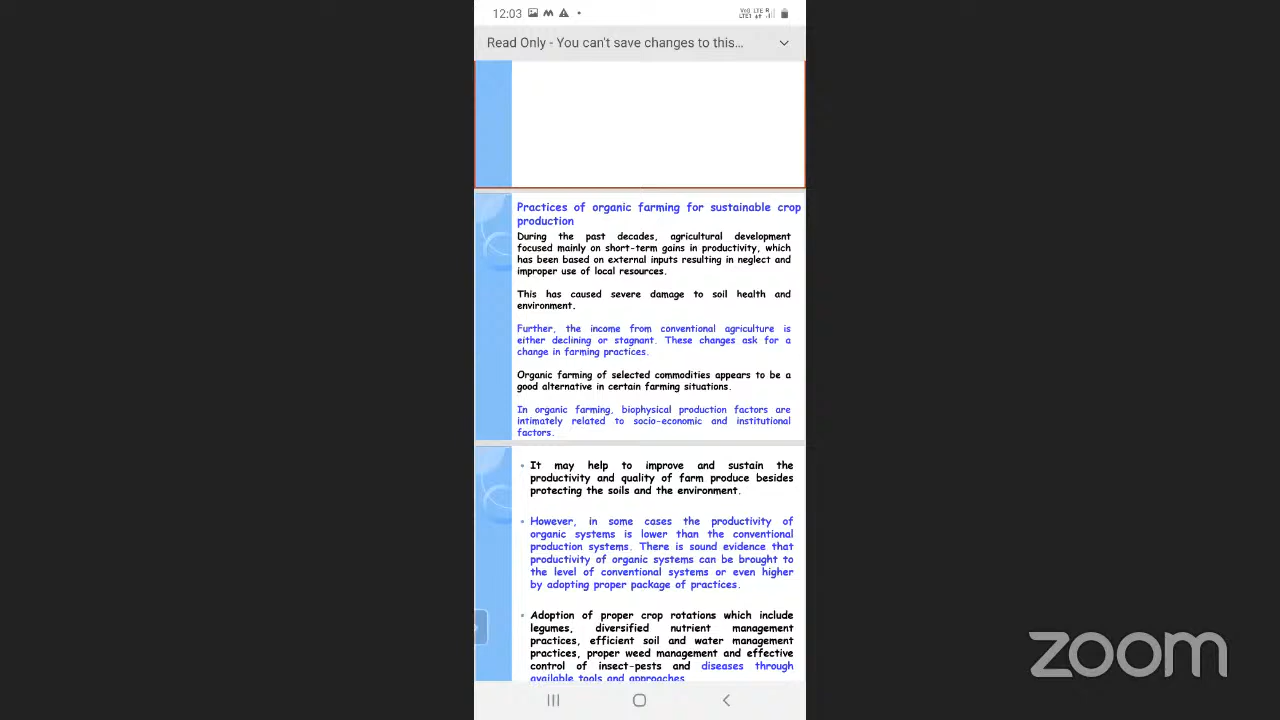 12:03
Vo) LTE R
LTE1
Read Only - You can't save changes to this...
Practices of organic farming for sustainable crop
production
During the past decades, agricultural development
focused mainly on short-term gains in productivity, which
has been based on external inputs resulting in neglect and
improper use of local resources.
This has caused severe damage to soil health and
environment.
Further, the income from conventional agriculture is
either declining or stagnant. These changes ask for a
change in farming practices.
Organic farming of selected commodities appears to be a
good alternative in certain farming situations.
In organic farming, biophysical production factors are
intimately related to socio-economic and institutional
factors.
• It may help to improve and sustain the
productivity and quality of farm produce besides
protecting the soils and the environment.
• However, in some cases the productivity of
organic systems is lower than the conventional
production systems. There is sound evidence that
productivity of organic systems can be brought to
the level of conventional systems or even higher
by adopting proper package of practices.
• Adoption of proper crop rotations which include
legumes, diversified nutrient management
practices, efficient soil and water management
practices, proper weed management and effective
control of insect-pests and diseases through
available tools and approaches
zoom